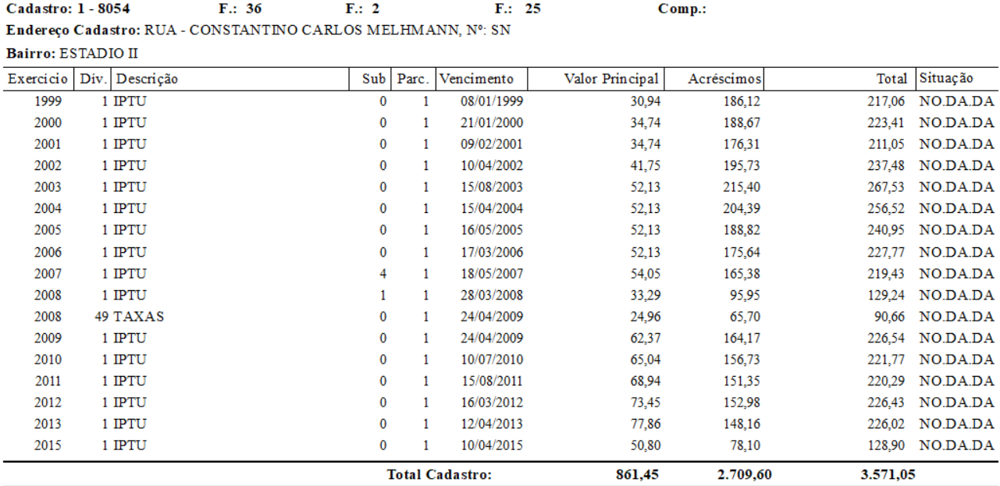 Cadastro: 1 - 8054 F.: 36 F.: 2 F.: 25 Comp.:
Endereço Cadastro: RUA - CONSTANTINO CARLOS MELHMANN, Nº: SN
Bairro: ESTADIO II
Exercício Div. Descrição Sub Parc. Vencimento Valor Principal Acréscimos Total Situação
1999 1 IPTU 0 1 08/01/1999 30,94 186,12 217,06 NO.DA.DA
2000 1 IPTU 0 1 21/01/2000 34,74 188,67 223,41 NO.DA.DA
2001 1 IPTU 0 1 09/02/2001 34,74 176,31 211,05 NO.DA.DA
2002 1 IPTU 0 1 10/04/2002 41,75 195,73 237,48 NO.DA.DA
2003 1 IPTU 0 1 15/08/2003 52,13 215,40 267,53 NO.DA.DA
2004 1 IPTU 0 1 15/04/2004 52,13 204,39 256,52 NO.DA.DA
2005 1 IPTU 0 1 16/05/2005 52,13 188,82 240,95 NO.DA.DA
2006 1 IPTU 0 1 17/03/2006 52,13 175,64 227,77 NO.DA.DA
2007 1 IPTU 4 1 18/05/2007 54,05 165,38 219,43 NO.DA.DA
2008 1 IPTU 1 1 28/03/2008 33,29 95,95 129,24 NO.DA.DA
2008 49 TAXAS 0 1 24/04/2009 24,96 65,70 90,66 NO.DA.DA
2009 1 IPTU 0 1 24/04/2009 62,37 164,17 226,54 NO.DA.DA
2010 1 IPTU 0 1 10/07/2010 65,04 156,73 221,77 NO.DA.DA
2011 1 IPTU 0 1 15/08/2011 68,94 151,35 220,29 NO.DA.DA
2012 1 IPTU 0 1 16/03/2012 73,45 152,98 226,43 NO.DA.DA
2013 1 IPTU 0 1 12/04/2013 77,86 148,16 226,02 NO.DA.DA
2015 1 IPTU 0 1 10/04/2015 50,80 78,10 128,90 NO.DA.DA
Total Cadastro: 861,45 2.709,60 3.571,05